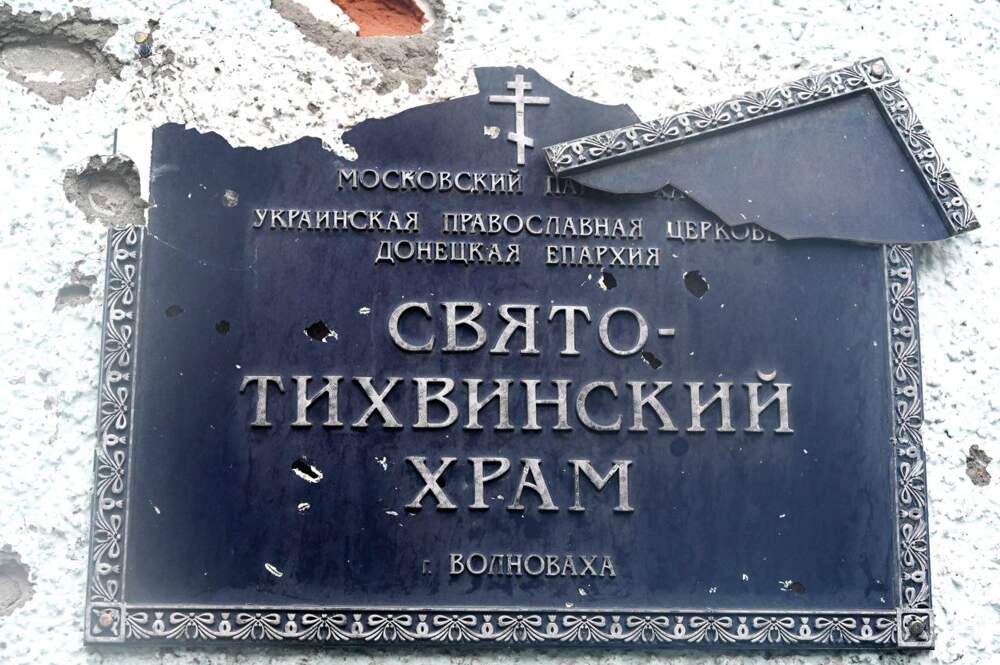 МОСКОВСКИЙ
УКРАИНСКАЯ ПРАВОСЛАВНАЯ ЦЕРКОВЬ
ДОНЕЦКАЯ ЕПАРХИЯ
СВЯТО-
ТИХВИНСКИЙ
ХРАМ
г. ВОЛНОВАХА